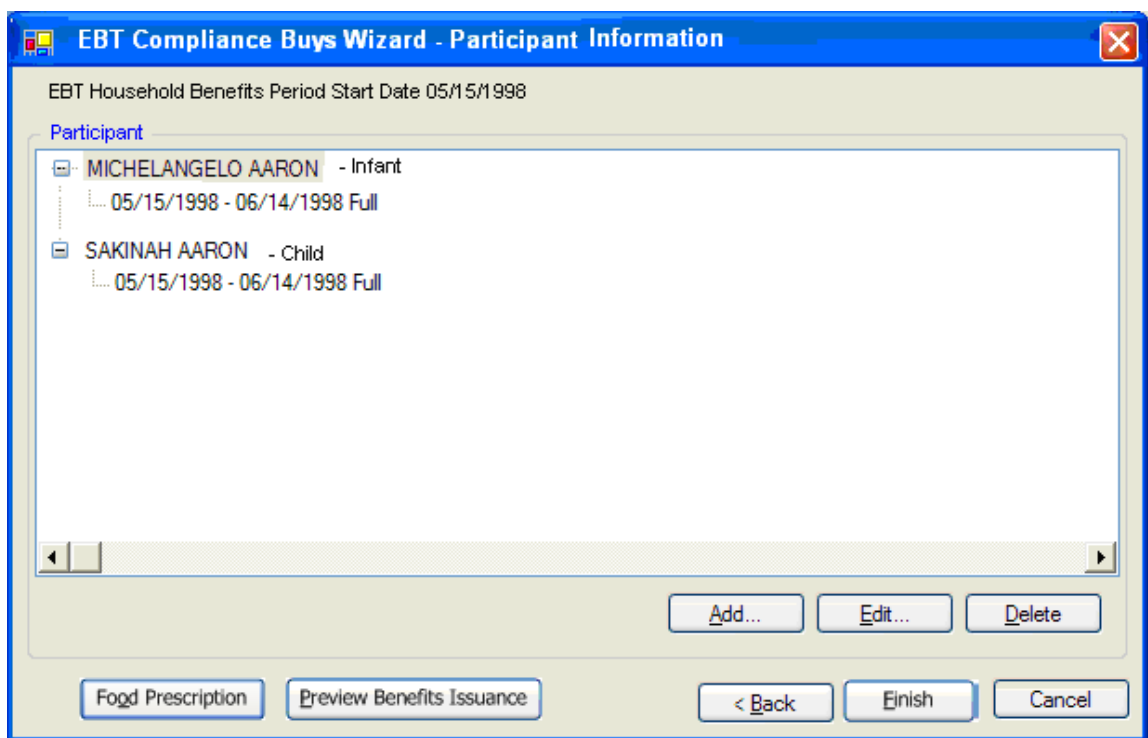 EBT Compliance Buys Wizard - Participant Information
EBT Household Benefits Period Start Date 05/15/1998
Participant
MICHELANGELO AARON - Infant
05/15/1998 - 06/14/1998 Full
SAKINAH AARON - Child
05/15/1998 - 06/14/1998 Full
Add... Edit... Delete
Food Prescription Preview Benefits Issuance < Back Finish Cancel